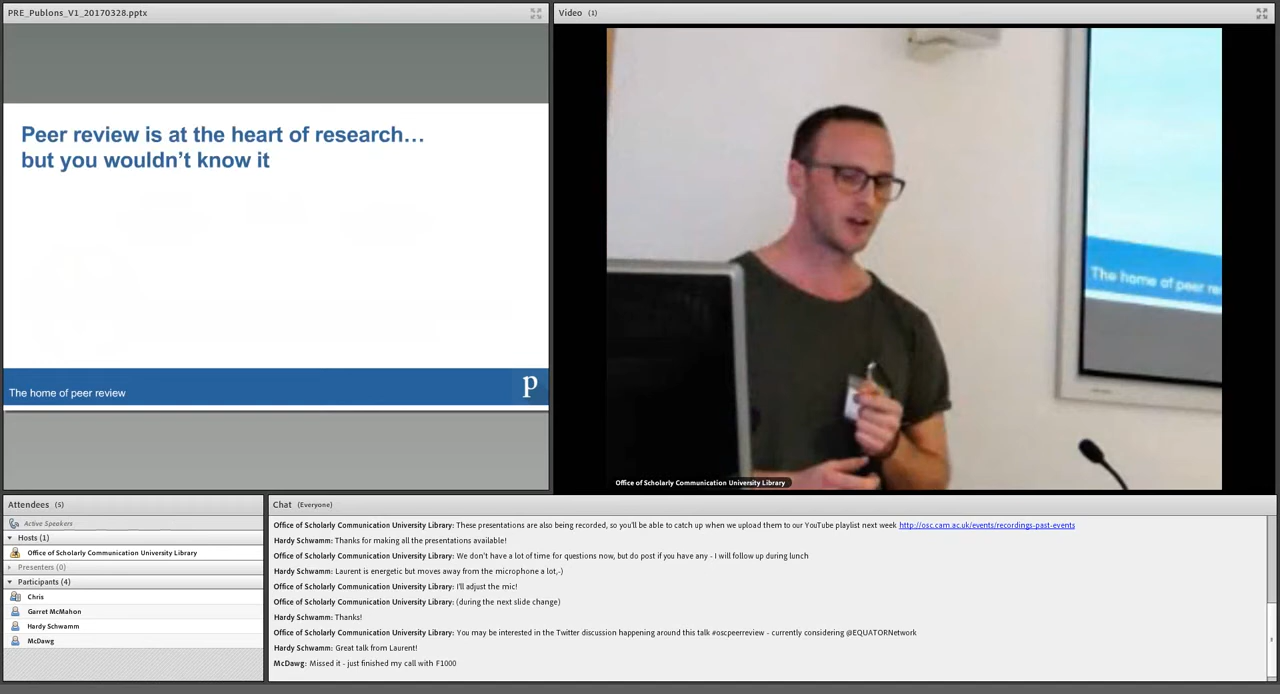 PRE_Publons_V1_20170328.pptx
Peer review is at the heart of research…
but you wouldn't know it
The home of peer review
p
Video (1)
The home of peer re
Office of Scholarly Communication University Library
Attendees (5)
Active Speakers
Hosts (1)
Office of Scholarly Communication University Library
Presenters (0)
Participants (4)
Chris
Garret McMahon
Hardy Schwamm
McDawg
Chat (Everyone)
Office of Scholarly Communication University Library: These presentations are also being recorded, so you'll be able to catch up when we upload them to our YouTube playlist next week http://osc.cam.ac.uk/events/recordings-past-events
Hardy Schwamm: Thanks for making all the presentations available!
Office of Scholarly Communication University Library: We don't have a lot of time for questions now, but do post if you have any - I will follow up during lunch
Hardy Schwamm: Laurent is energetic but moves away from the microphone a lot,-)
Office of Scholarly Communication University Library: I'll adjust the mic!
Office of Scholarly Communication University Library: (during the next slide change)
Hardy Schwamm: Thanks!
Office of Scholarly Communication University Library: You may be interested in the Twitter discussion happening around this talk #oscpeerreview - currently considering @EQUATORNetwork
Hardy Schwamm: Great talk from Laurent!
McDawg: Missed it - just finished my call with F1000